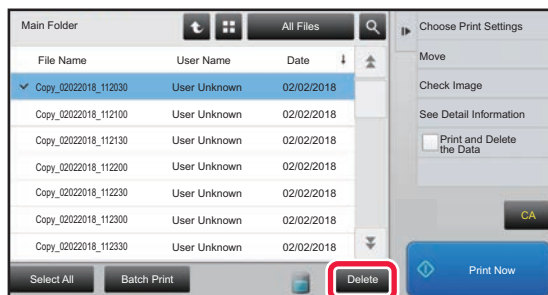 Main Folder
All Files
File Name User Name Date
Copy_02022018_112030 User Unknown 02/02/2018
Copy_02022018_112100 User Unknown 02/02/2018
Copy_02022018_112130 User Unknown 02/02/2018
Copy_02022018_112200 User Unknown 02/02/2018
Copy_02022018_112230 User Unknown 02/02/2018
Copy_02022018_112300 User Unknown 02/02/2018
Copy_02022018_112330 User Unknown 02/02/2018
Select All Batch Print Delete
Choose Print Settings
Move
Check Image
See Detail Information
Print and Delete
the Data
CA
Print Now